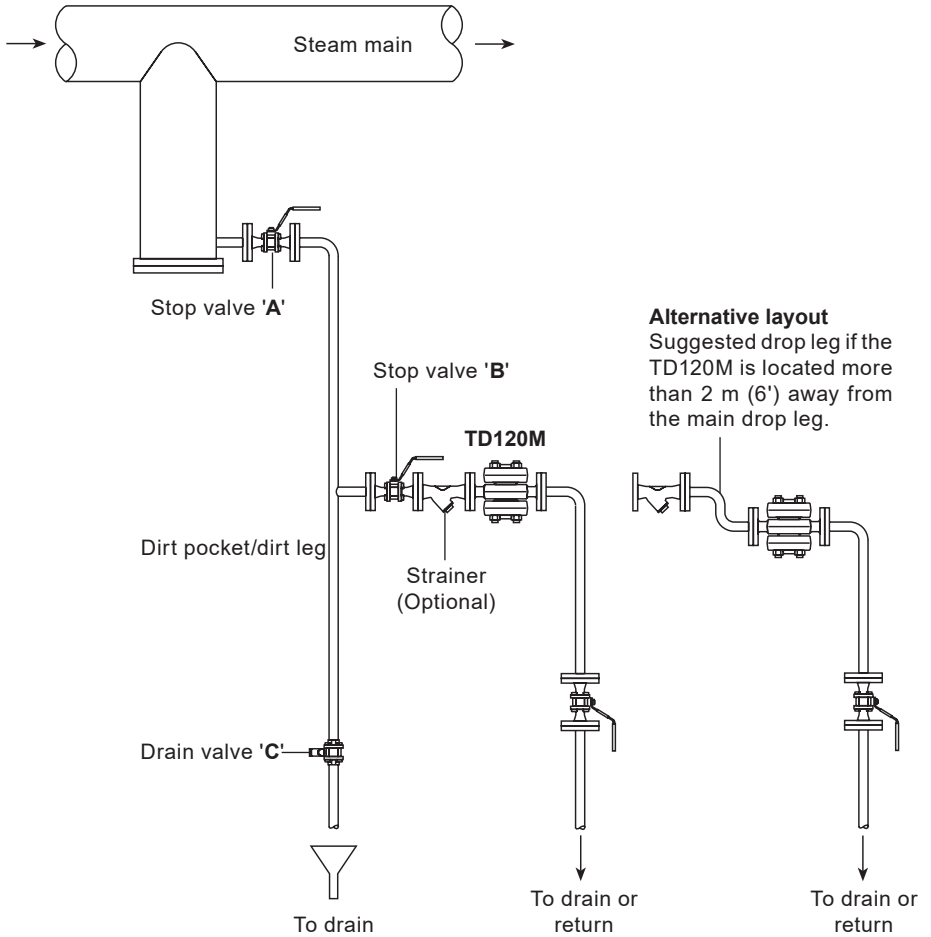 Steam main
Stop valve 'A'
Alternative layout
Suggested drop leg if the
TD120M is located more
than 2 m (6') away from
the main drop leg.
Stop valve 'B'
TD120M
Dirt pocket/dirt leg
Strainer
(Optional)
Drain valve 'C'
To drain
To drain or
return
To drain or
return